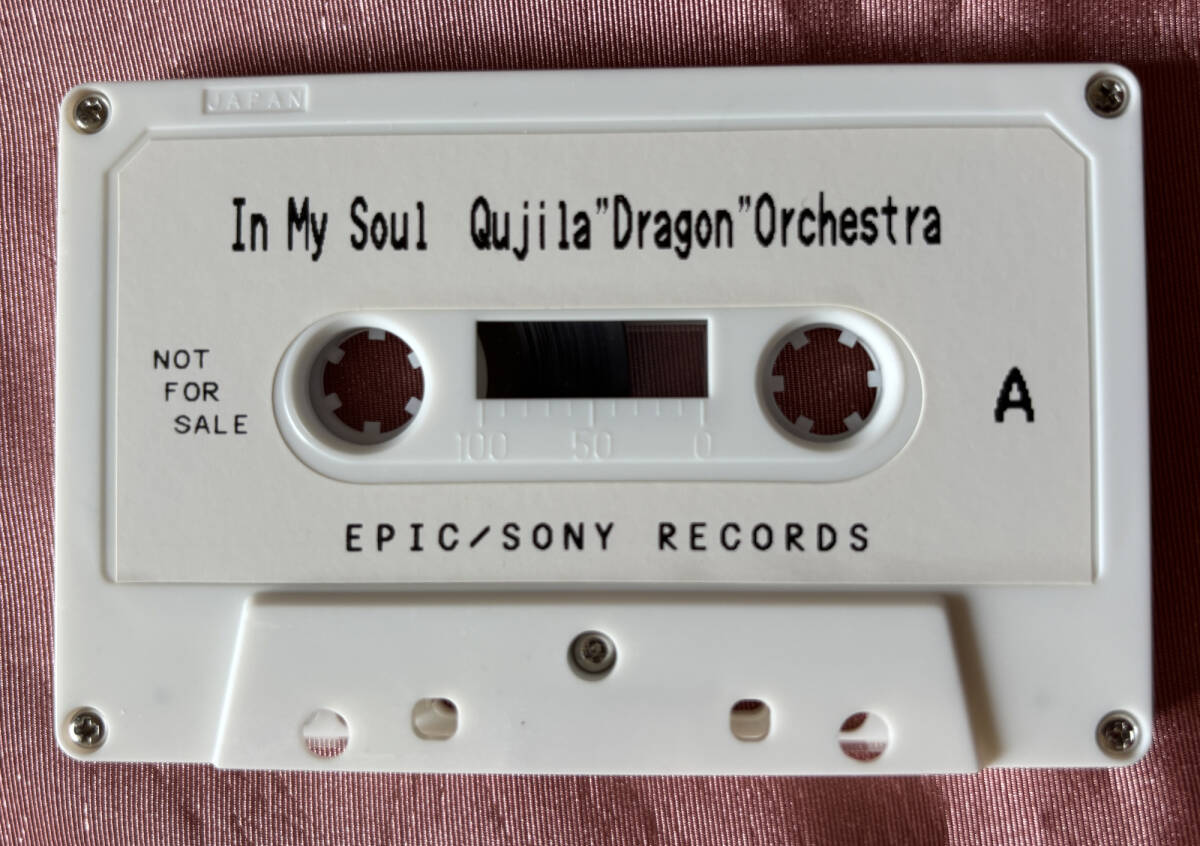 JAPAN
In My Soul Qujila"Dragon"Orchestra
NOT
FOR
SALE
A
100 50 0
EPIC/SONY RECORDS